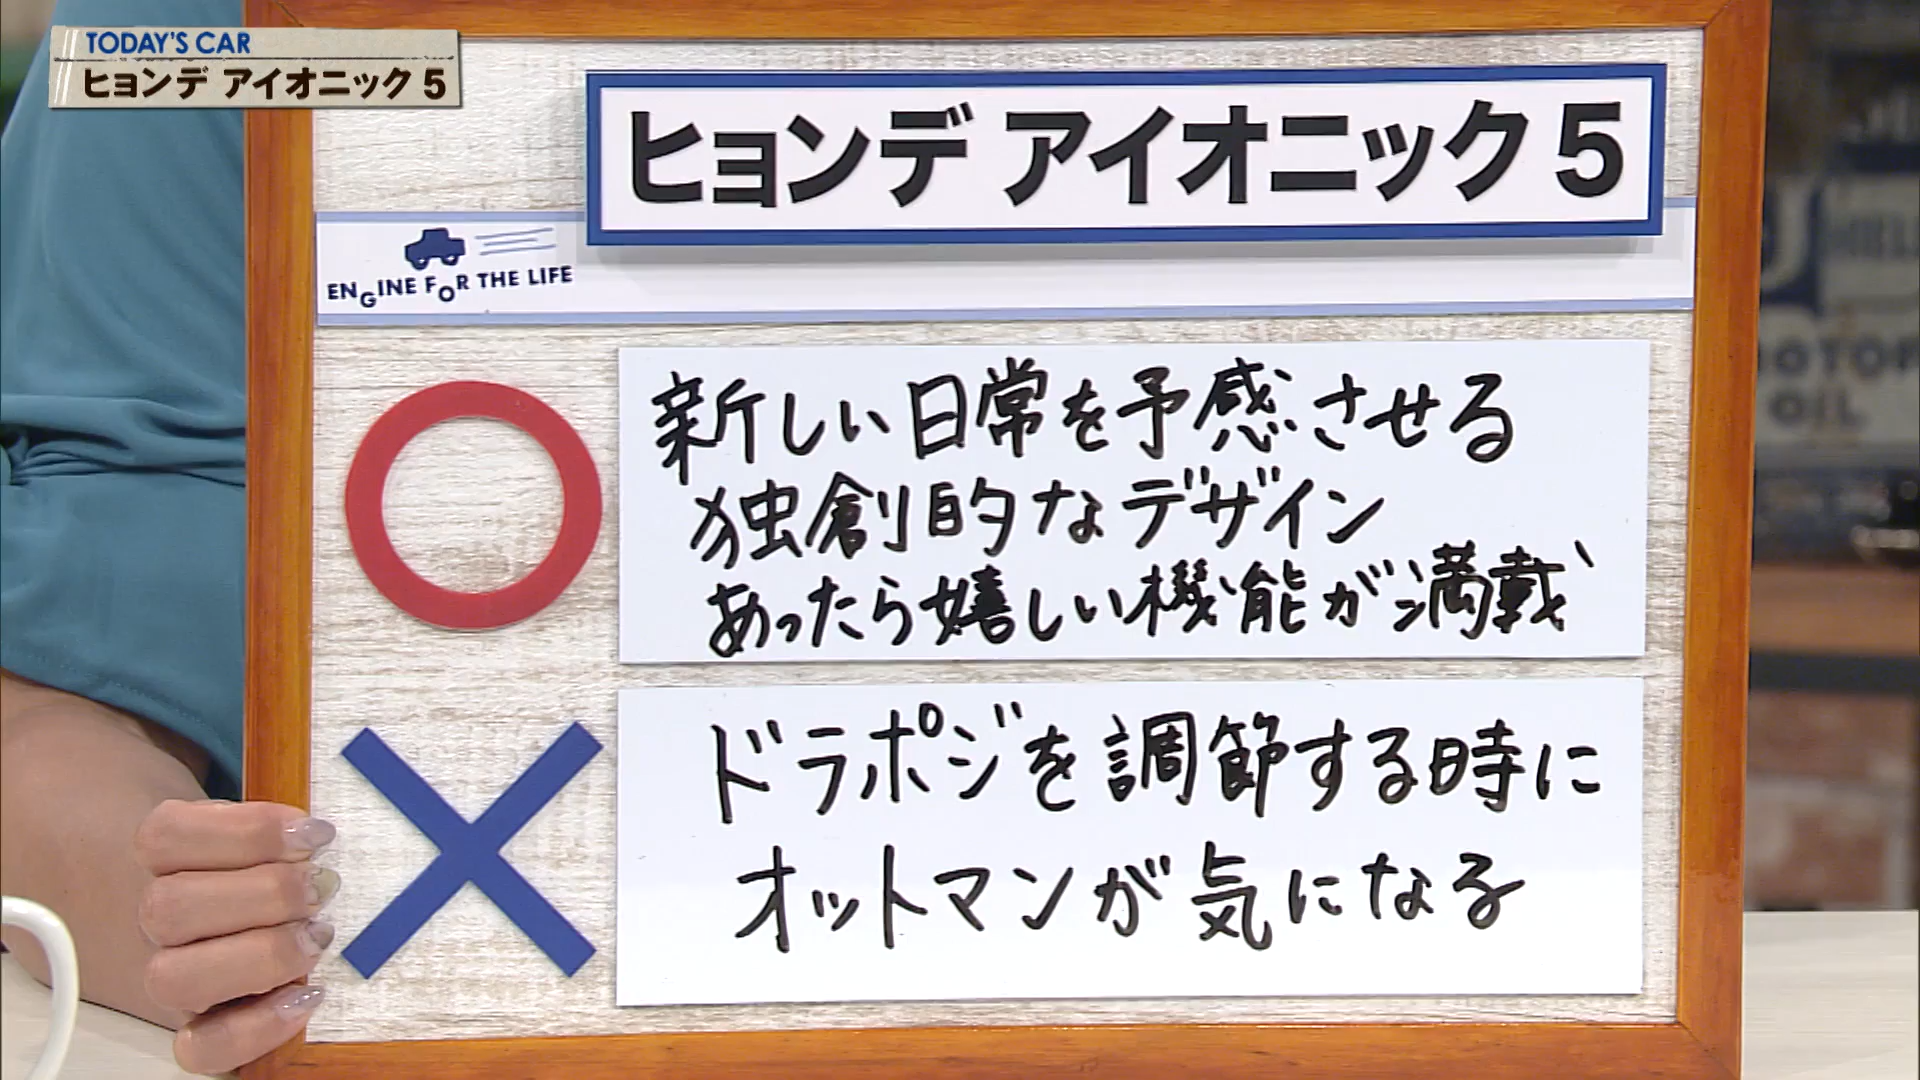 TODAY'S CAR
ヒョンデ アイオニック 5
ヒョンデ アイオニック 5
ENGINE FOR THE LIFE
新しい日常を予感させる
独創的なデザイン
あったら嬉しい機能が満載
ドラポジを調節する時に
オットマンが気になる
OIL